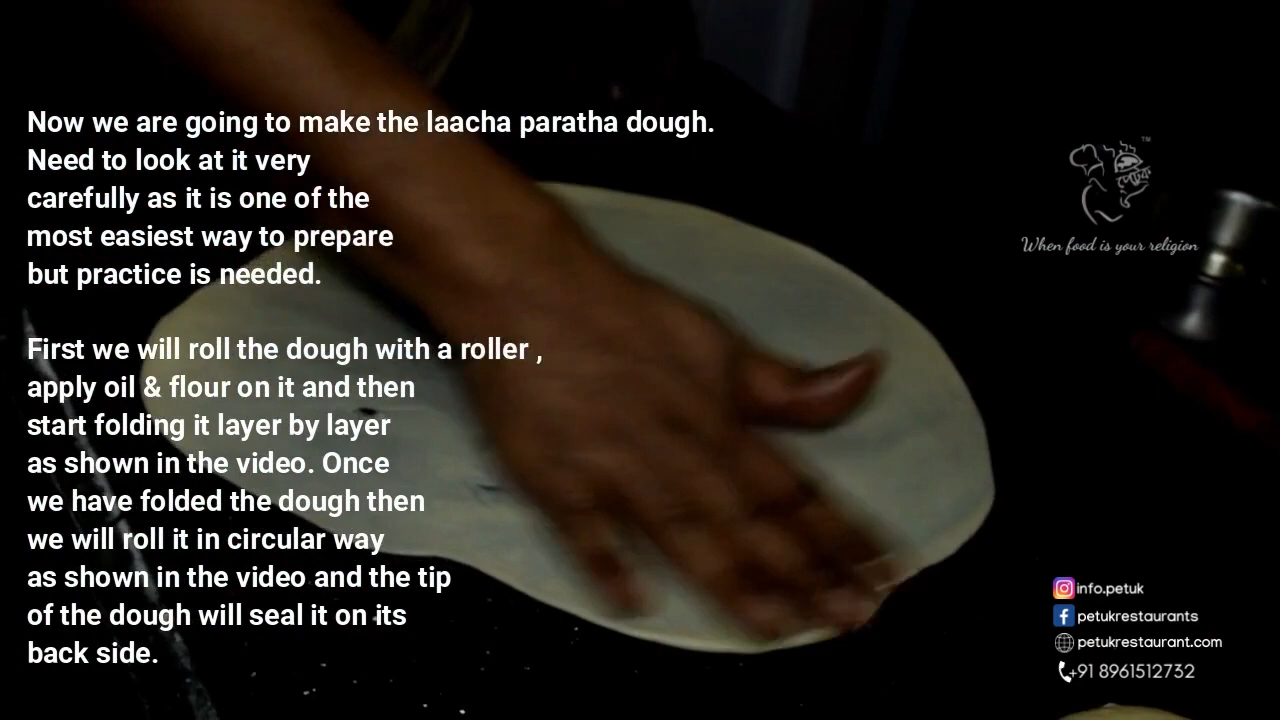 Now we are going to make the laacha paratha dough.
Need to look at it very
carefully as it is one of the
most easiest way to prepare
but practice is needed.
First we will roll the dough with a roller ,
apply oil & flour on it and then
start folding it layer by layer
as shown in the video. Once
we have folded the dough then
we will roll it in circular way
as shown in the video and the tip
of the dough will seal it on its
back side.
TM
When food is your religion
info.petuk
petukrestaurants
petukrestaurant.com
+91 8961512732